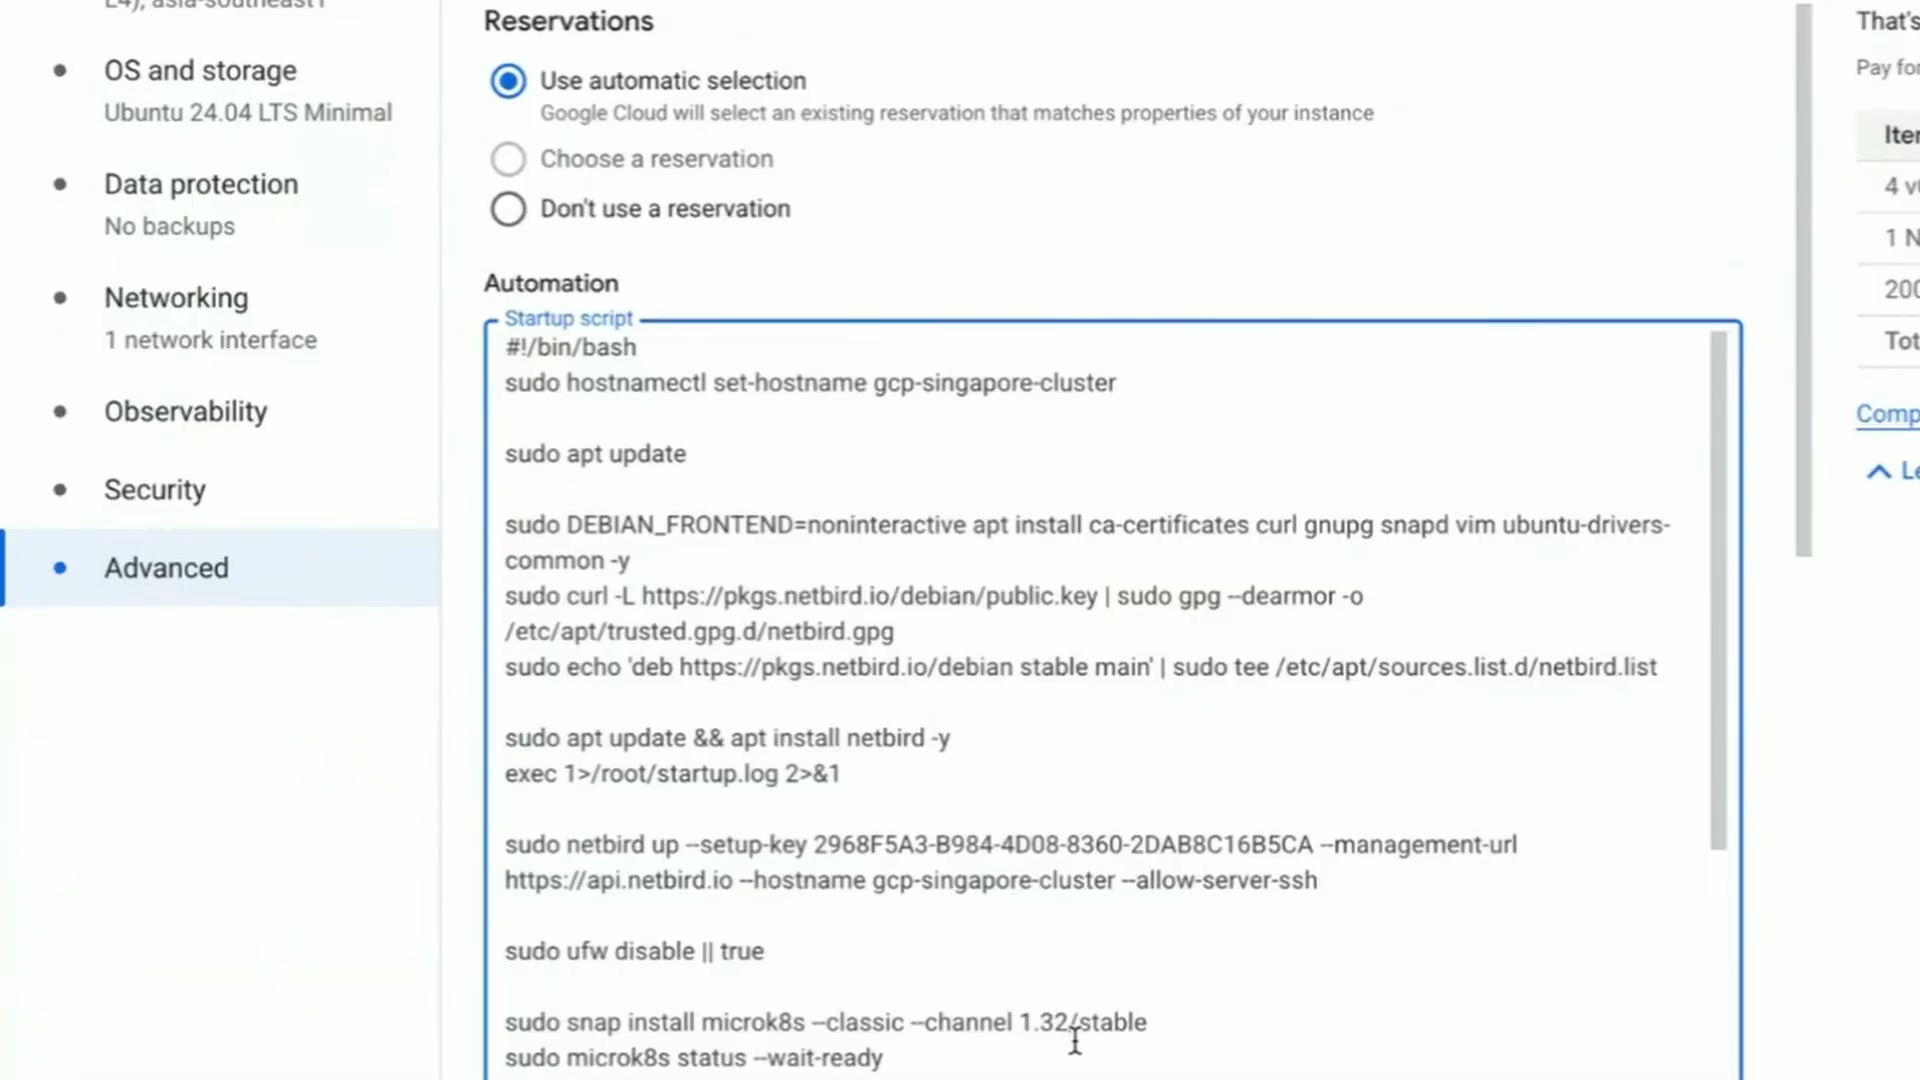 OS and storage
Ubuntu 24.04 LTS Minimal
Data protection
No backups
Networking
1 network interface
Observability
Security
Advanced
Reservations
Use automatic selection
Google Cloud will select an existing reservation that matches properties of your instance
Choose a reservation
Don't use a reservation
Automation
Startup script
#!/bin/bash
sudo hostnamectl set-hostname gcp-singapore-cluster
sudo apt update
sudo DEBIAN_FRONTEND=noninteractive apt install ca-certificates curl gnupg snapd vim ubuntu-drivers-
common -y
sudo curl -L https://pkgs.netbird.io/debian/public.key | sudo gpg --dearmor -o
/etc/apt/trusted.gpg.d/netbird.gpg
sudo echo 'deb https://pkgs.netbird.io/debian stable main' | sudo tee /etc/apt/sources.list.d/netbird.list
sudo apt update && apt install netbird -y
exec 1>/root/startup.log 2>&1
sudo netbird up --setup-key 2968F5A3-B984-4D08-8360-2DAB8C16B5CA --management-url
https://api.netbird.io --hostname gcp-singapore-cluster --allow-server-ssh
sudo ufw disable || true
sudo snap install microk8s --classic --channel 1.32/stable
sudo microk8s status --wait-ready
That's
Pay for
4 v
1 N
200
Tot
Comp